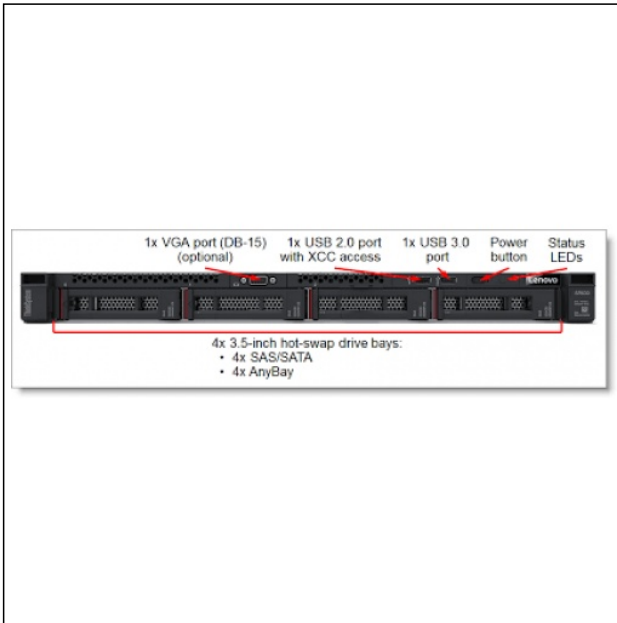 1x VGA port (DB-15)
(optional)
1x USB 2.0 port
with XCC access
1x USB 3.0
port
Power
button
Status
LEDs
Lenovo
4x 3.5-inch hot-swap drive bays:
• 4x SAS/SATA
• 4x AnyBay